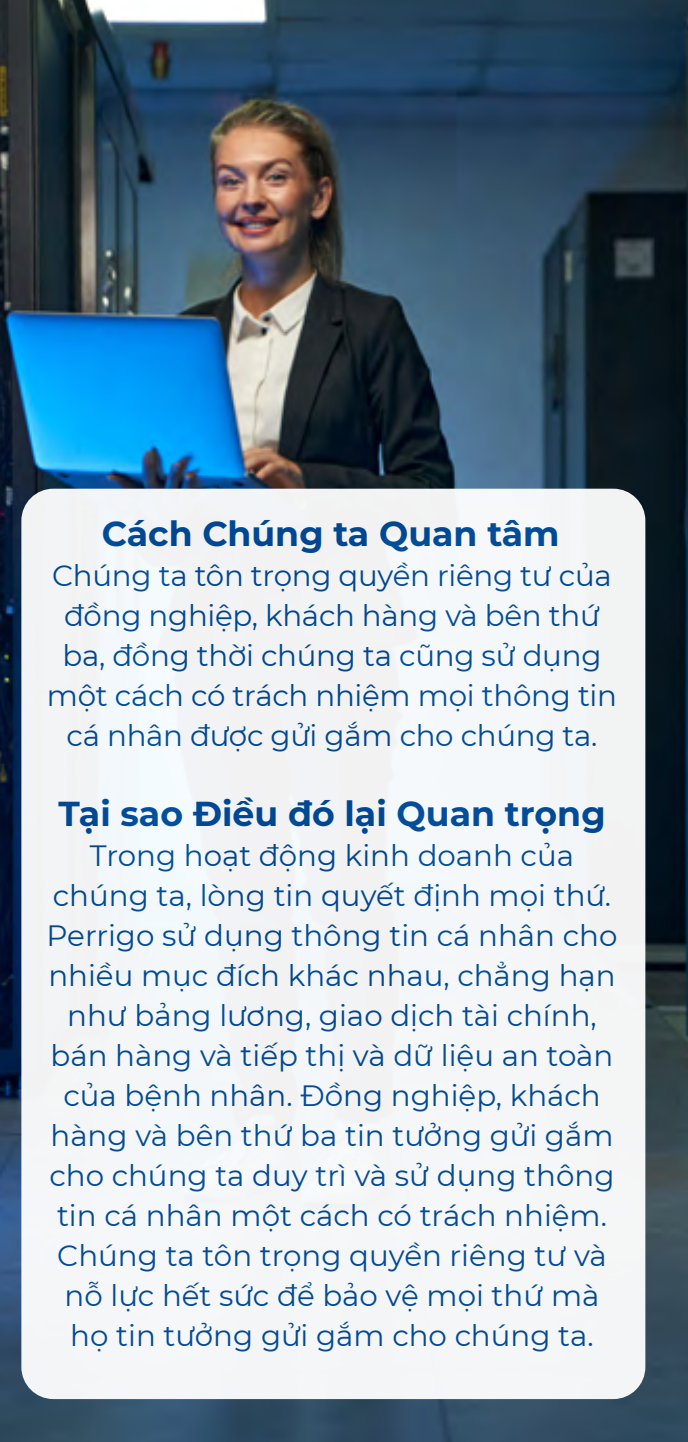 Cách Chúng ta Quan tâm
Chúng ta tôn trọng quyền riêng tư của
đồng nghiệp, khách hàng và bên thứ
ba, đồng thời chúng ta cũng sử dụng
một cách có trách nhiệm mọi thông tin
cá nhân được gửi gắm cho chúng ta.
Tại sao Điều đó lại Quan trọng
Trong hoạt động kinh doanh của
chúng ta, lòng tin quyết định mọi thứ.
Perrigo sử dụng thông tin cá nhân cho
nhiều mục đích khác nhau, chẳng hạn
như bảng lương, giao dịch tài chính,
bán hàng và tiếp thị và dữ liệu an toàn
của bệnh nhân. Đồng nghiệp, khách
hàng và bên thứ ba tin tưởng gửi gắm
cho chúng ta duy trì và sử dụng thông
tin cá nhân một cách có trách nhiệm.
Chúng ta tôn trọng quyền riêng tư và
nỗ lực hết sức để bảo vệ mọi thứ mà
họ tin tưởng gửi gắm cho chúng ta.